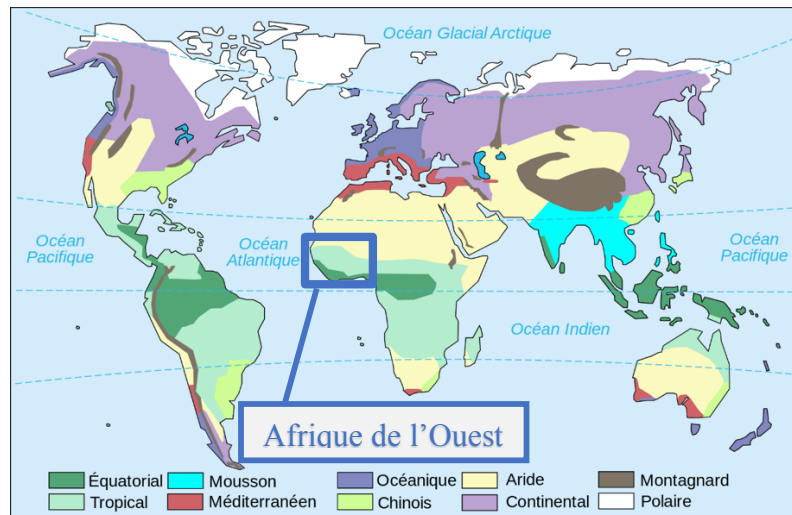 Océan Glacial Arctique
Océan
Pacifique
Océan
Atlantique
Océan
Pacifique
Océan Indien
Afrique de l'Ouest
Équatorial
Mousson
Océanique
Aride
Montagnard
Tropical
Méditerranéen
Chinois
Continental
Polaire